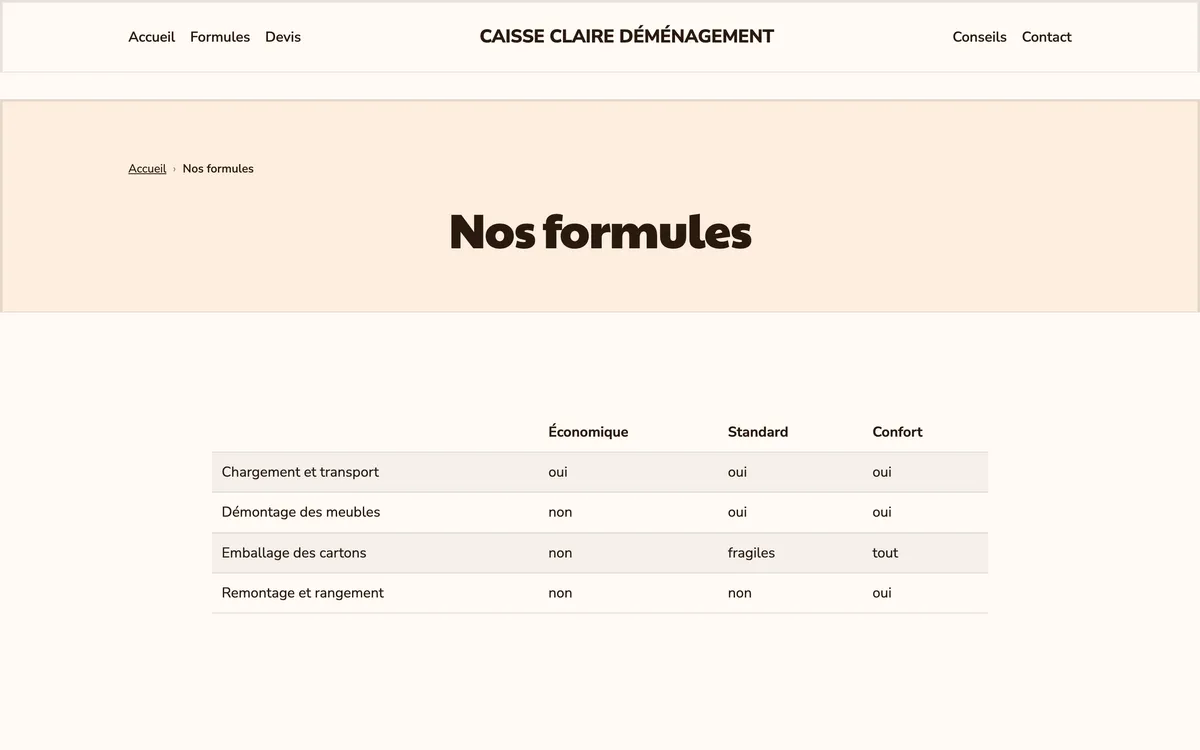 Accueil Formules Devis CAISSE CLAIRE DÉMÉNAGEMENT Conseils Contact
Accueil › Nos formules
Nos formules
Économique Standard Confort
Chargement et transport oui oui oui
Démontage des meubles non oui oui
Emballage des cartons non fragiles tout
Remontage et rangement non non oui